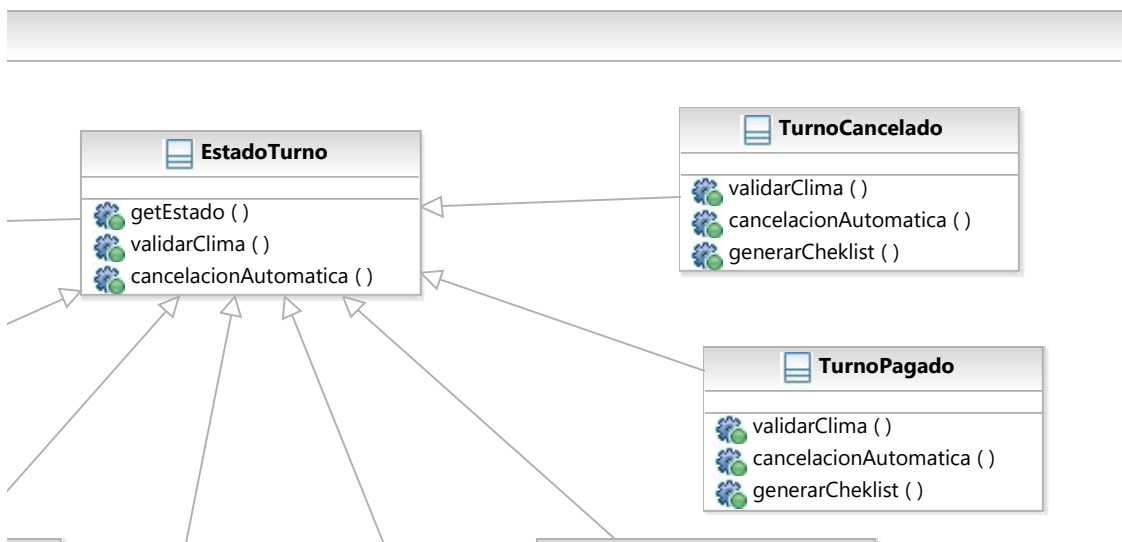 EstadoTurno
getEstado ( )
validarClima ( )
cancelacionAutomatica ( )
TurnoCancelado
validarClima ( )
cancelacionAutomatica ( )
generarCheklist ( )
TurnoPagado
validarClima ( )
cancelacionAutomatica ( )
generarCheklist ( )